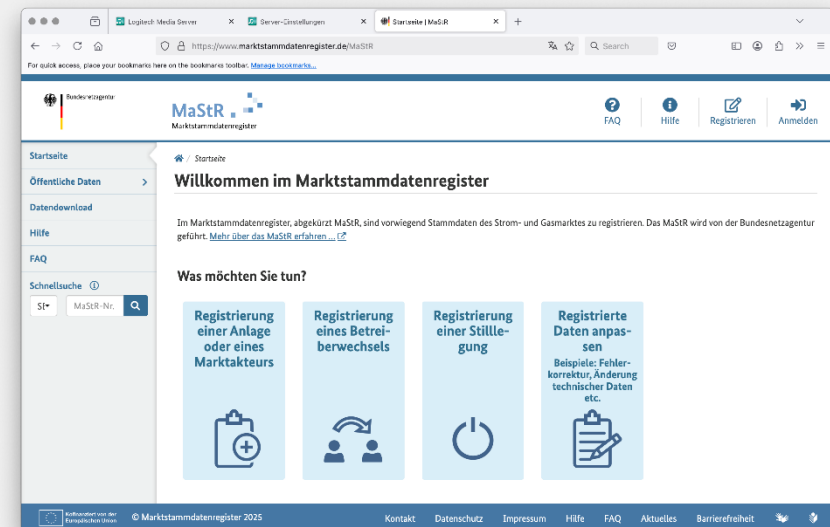 Logitech Media Server
Server-Einstellungen
Startseite | MaStR
https://www.marktstammdatenregister.de/MaStR
Search
For quick access, place your bookmarks here on the bookmarks toolbar. Manage bookmarks...
Bundesnetzagentur
MaStR
Marktstammdatenregister
FAQ
Hilfe
Registrieren
Anmelden
Startseite
Öffentliche Daten
Datendownload
Hilfe
FAQ
Schnellsuche
MaStR-Nr.
/ Startseite
Willkommen im Marktstammdatenregister
Im Marktstammdatenregister, abgekürzt MaStR, sind vorwiegend Stammdaten des Strom- und Gasmarktes zu registrieren. Das MaStR wird von der Bundesnetzagentur
geführt. Mehr über das MaStR erfahren ...
Was möchten Sie tun?
Registrierung
einer Anlage
oder eines
Marktakteurs
Registrierung
eines Betrei-
berwechsels
Registrierung
einer Stillle-
gung
Registrierte
Daten anpas-
sen
Beispiele: Fehler-
korrektur, Änderung
technischer Daten
etc.
Kofinanziert von der
Europäischen Union
© Marktstammdatenregister 2025
Kontakt
Datenschutz
Impressum
Hilfe
FAQ
Aktuelles
Barrierefreiheit